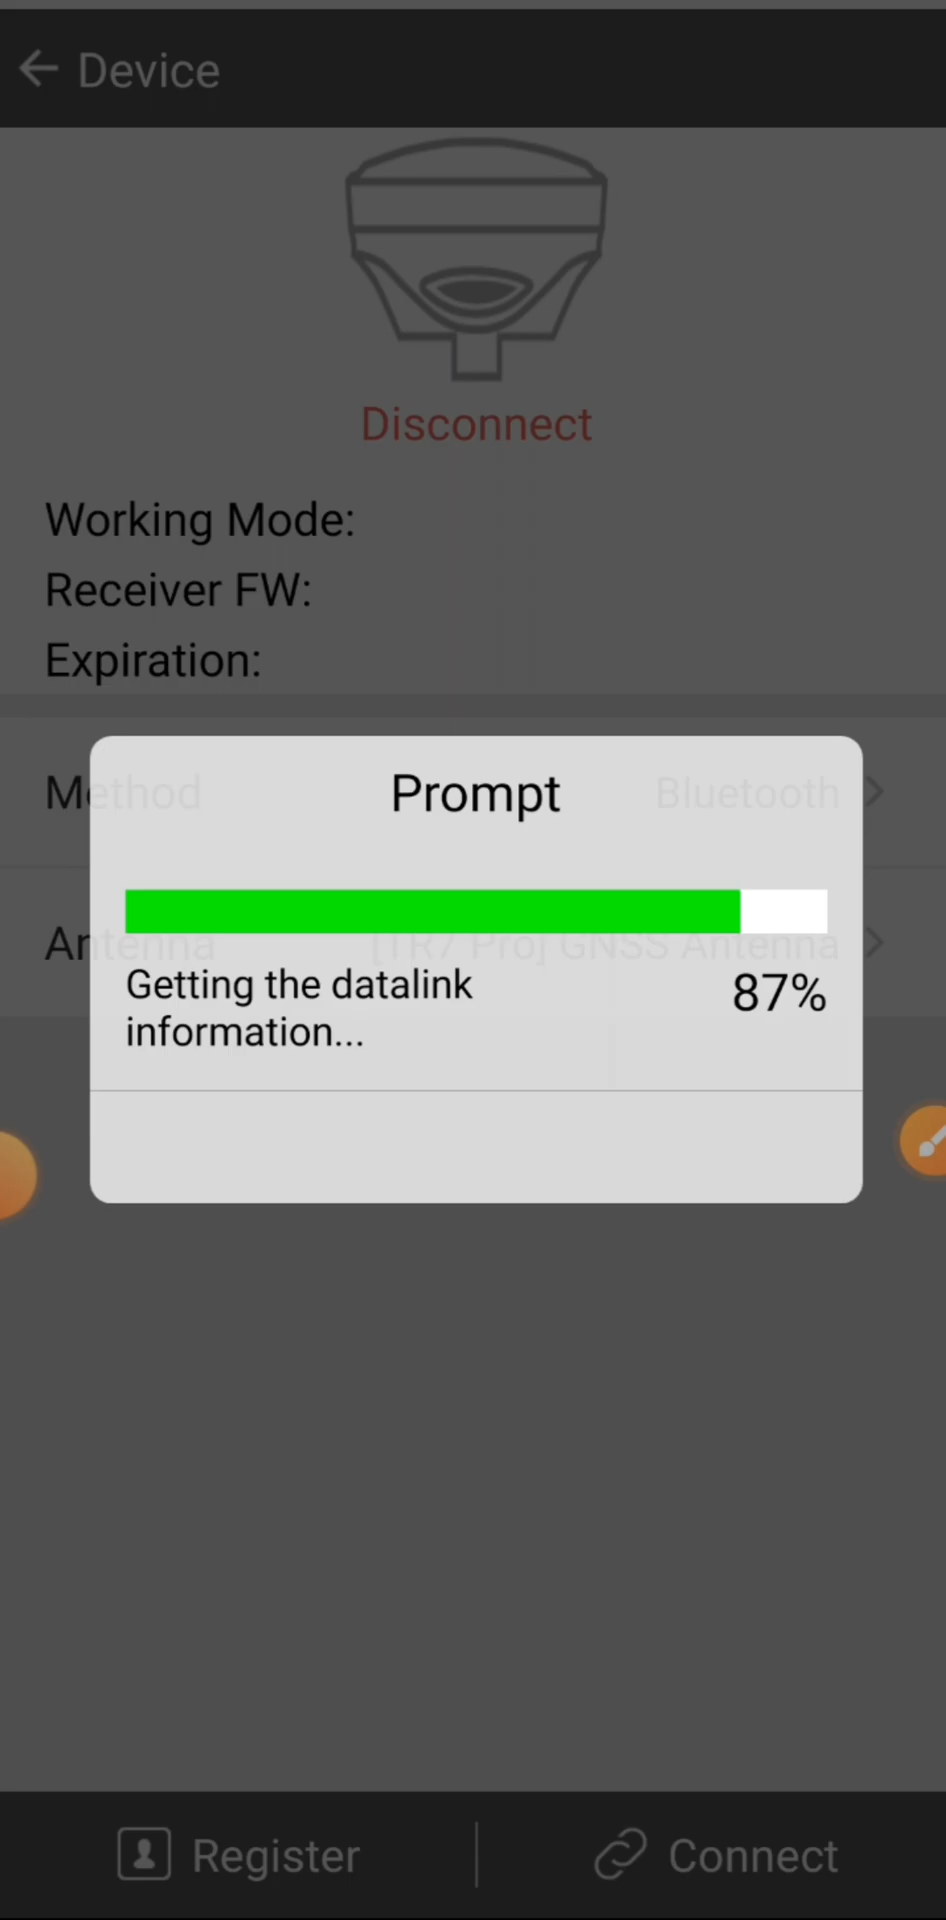 Device
Disconnect
Working Mode:
Receiver FW:
Expiration:
Prompt
Method Bluetooth
Antenna [TR7 Pro] GNSS Antenna
Getting the datalink 87%
information...
Register Connect